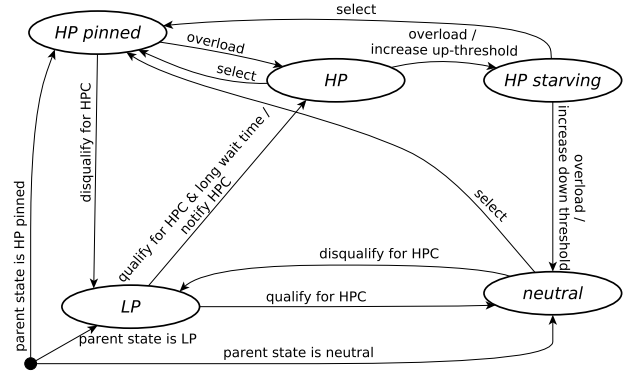 select
HP pinned
overload
overload /
increase up-threshold
select
HP
HP starving
disqualify for HPC
qualify for HPC & long wait time /
notify HPC
overload /
increase down threshold
select
parent state is HP pinned
disqualify for HPC
neutral
qualify for HPC
LP
parent state is LP
parent state is neutral